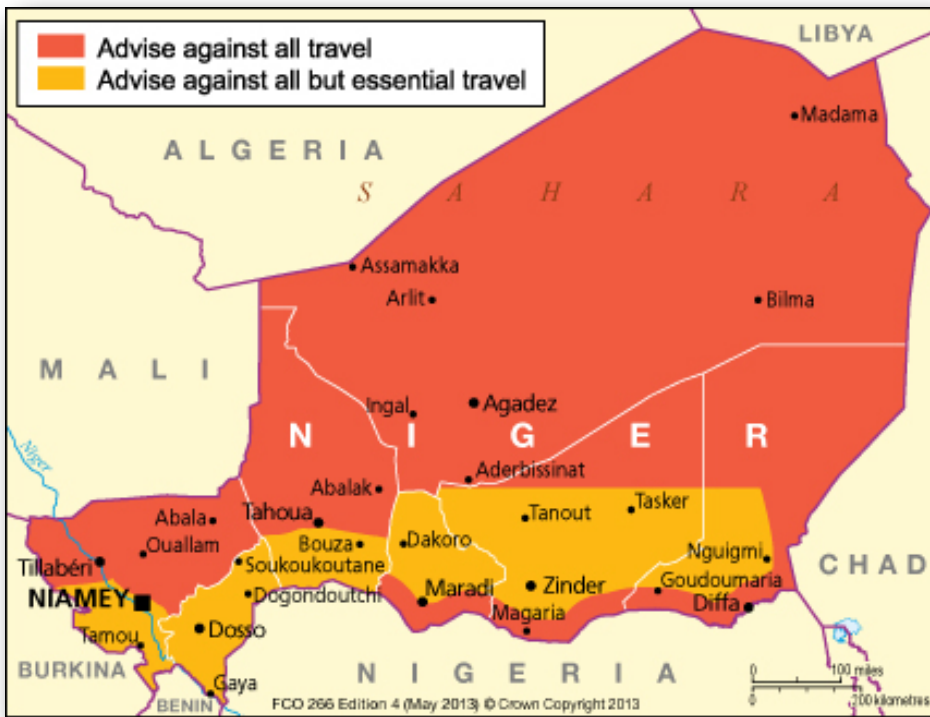 Advise against all travel
Advise against all but essential travel
LIBYA
Madama
ALGERIA
SAHARA
Assamakka
Arlit
Bilma
MALI
Ingal
Agadez
NIGER
Niger
Aderbissinat
Abalak
Abala
Tahoua
Tanout
Tasker
Ouallam
Bouza
Dakoro
Nguigmi
Tillabéri
Soukoukoutane
CHAD
NIAMEY
Dogondoutchi
Maradi
Zinder
Goudoumaria
Magaria
Diffa
Tamou
Dosso
BURKINA
NIGERIA
Gaya
BENIN
0 100 miles
0 200 kilometres
FCO 266 Edition 4 (May 2013) © Crown Copyright 2013